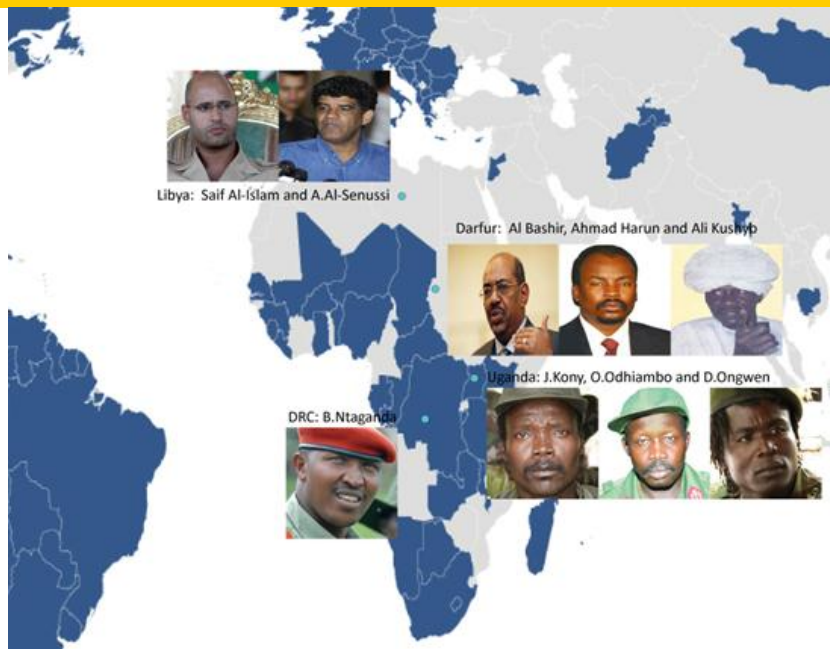 Libya: Saif Al-Islam and A.Al-Senussi
Darfur: Al Bashir, Ahmad Harun and Ali Kushyb
Uganda: J.Kony, O.Odhiambo and D.Ongwen
DRC: B.Ntaganda